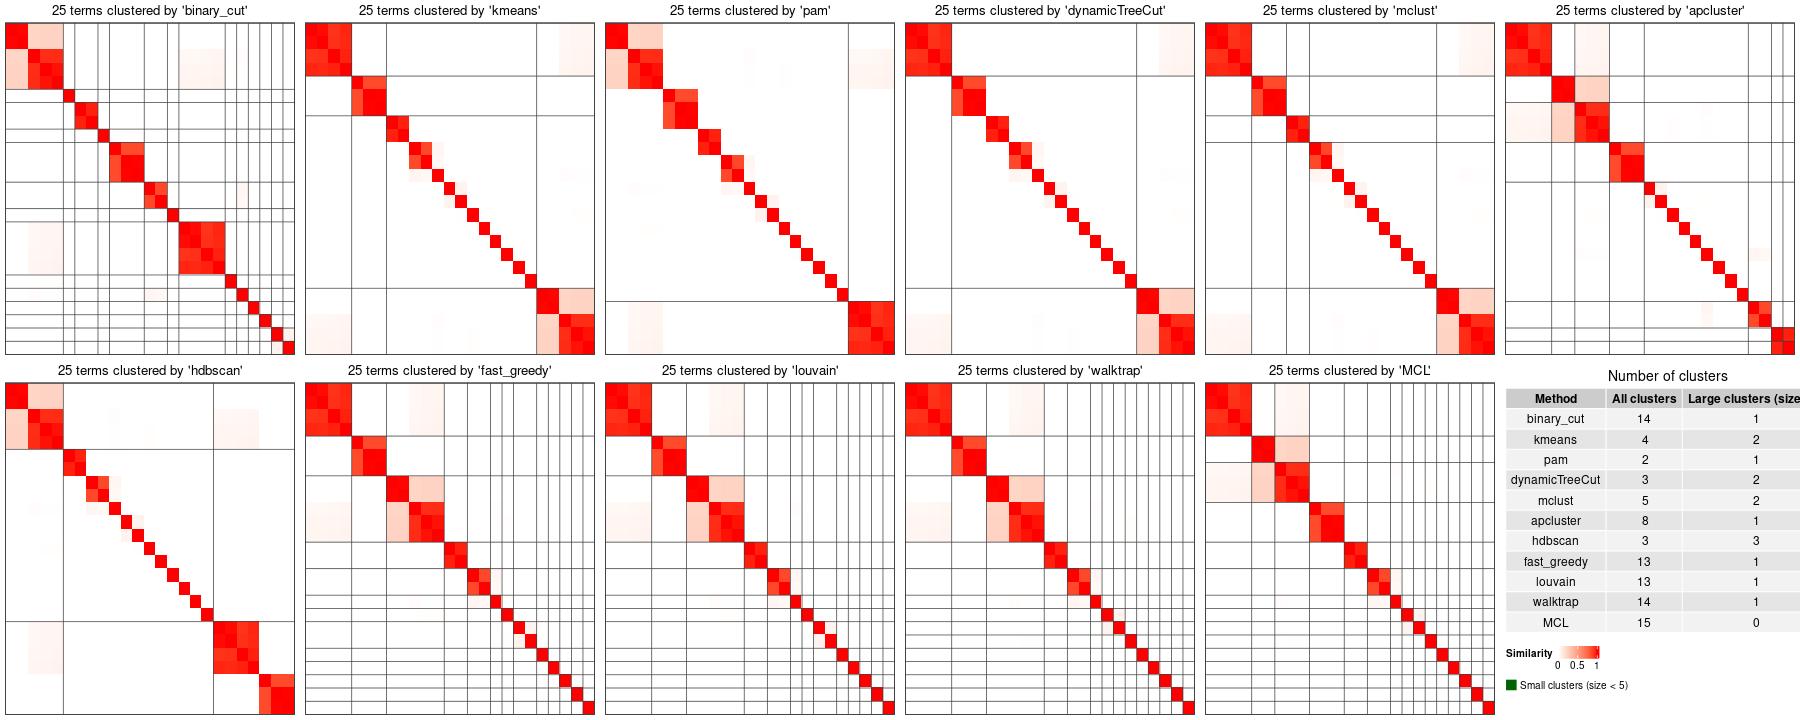 25 terms clustered by 'binary_cut'
25 terms clustered by 'kmeans'
25 terms clustered by 'pam'
25 terms clustered by 'dynamicTreeCut'
25 terms clustered by 'mclust'
25 terms clustered by 'apcluster'
25 terms clustered by 'hdbscan'
25 terms clustered by 'fast_greedy'
25 terms clustered by 'louvain'
25 terms clustered by 'walktrap'
25 terms clustered by 'MCL'
Number of clusters
Method All clusters Large clusters (size
binary_cut 14 1
kmeans 4 2
pam 2 1
dynamicTreeCut 3 2
mclust 5 2
apcluster 8 1
hdbscan 3 3
fast_greedy 13 1
louvain 13 1
walktrap 14 1
MCL 15 0
Similarity
0 0.5 1
Small clusters (size < 5)